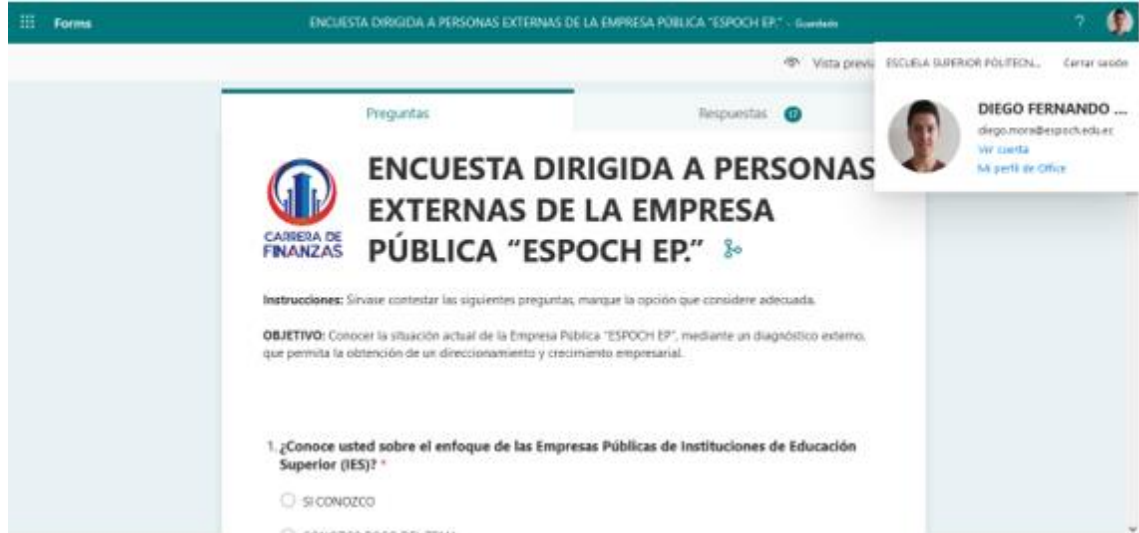 Forms
ENCUESTA DIRIGIDA A PERSONAS EXTERNAS DE LA EMPRESA PÚBLICA "ESPOCH EP." - Guardado
?
Vista previa
ESCUELA SUPERIOR POLITECN...
Cerrar sesión
DIEGO FERNANDO ...
diego.mora@espoch.edu.ec
Ver cuenta
Mi perfil de Office
Preguntas
Respuestas
17
CARRERA DE
FINANZAS
ENCUESTA DIRIGIDA A PERSONAS
EXTERNAS DE LA EMPRESA
PÚBLICA “ESPOCH EP.”
Instrucciones: Sírvase contestar las siguientes preguntas, marque la opción que considere adecuada.
OBJETIVO: Conocer la situación actual de la Empresa Pública "ESPOCH EP", mediante un diagnóstico externo,
que permita la obtención de un direccionamiento y crecimiento empresarial.
1. ¿Conoce usted sobre el enfoque de las Empresas Públicas de Instituciones de Educación
Superior (IES)? *
SI CONOZCO